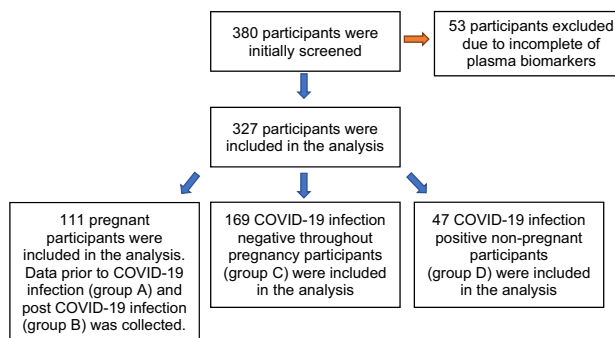 380 participants were
initially screened
53 participants excluded
due to incomplete of
plasma biomarkers
327 participants were
included in the analysis
111 pregnant
participants were
included in the analysis.
Data prior to COVID-19
infection (group A) and
post COVID-19 infection
(group B) was collected.
169 COVID-19 infection
negative throughout
pregnancy participants
(group C) were included
in the analysis
47 COVID-19 infection
positive non-pregnant
participants
(group D) were included
in the analysis